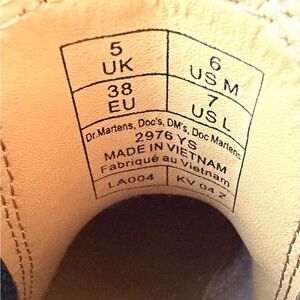 5 6
UK US M
38 7
EU US L
Dr.Martens, Doc's, DM's, Doc Martens
2976 YS
MADE IN VIETNAM
Fabriqué au Vietnam
LA004 KV 04 Z